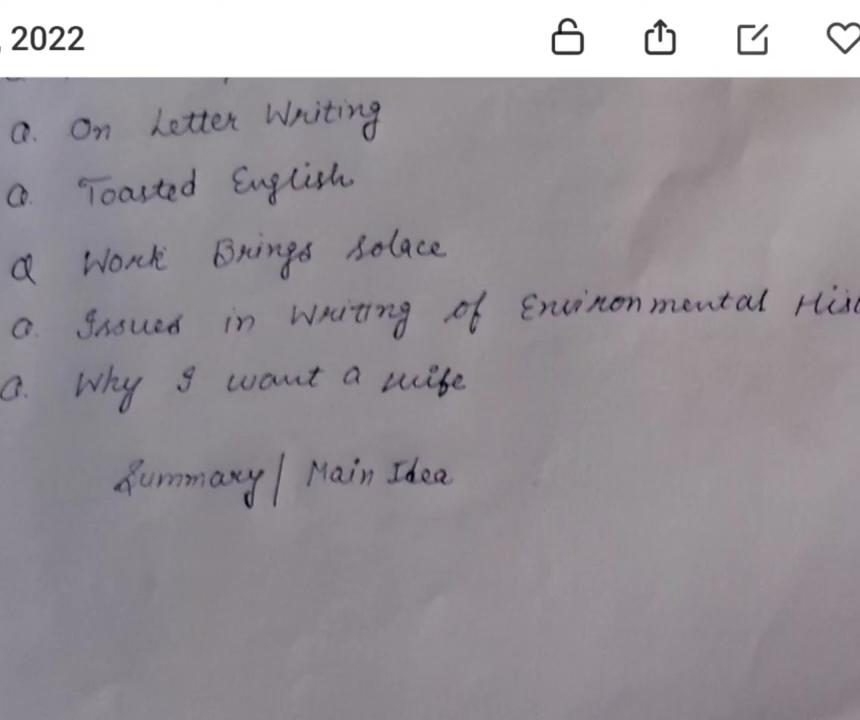 2022
Q. On Letter Writing
Q. Toasted English
Q Work Brings Solace
Q. Issues in Writing of Environmental
Q. Why I want a wife
Summary/ Main Idea